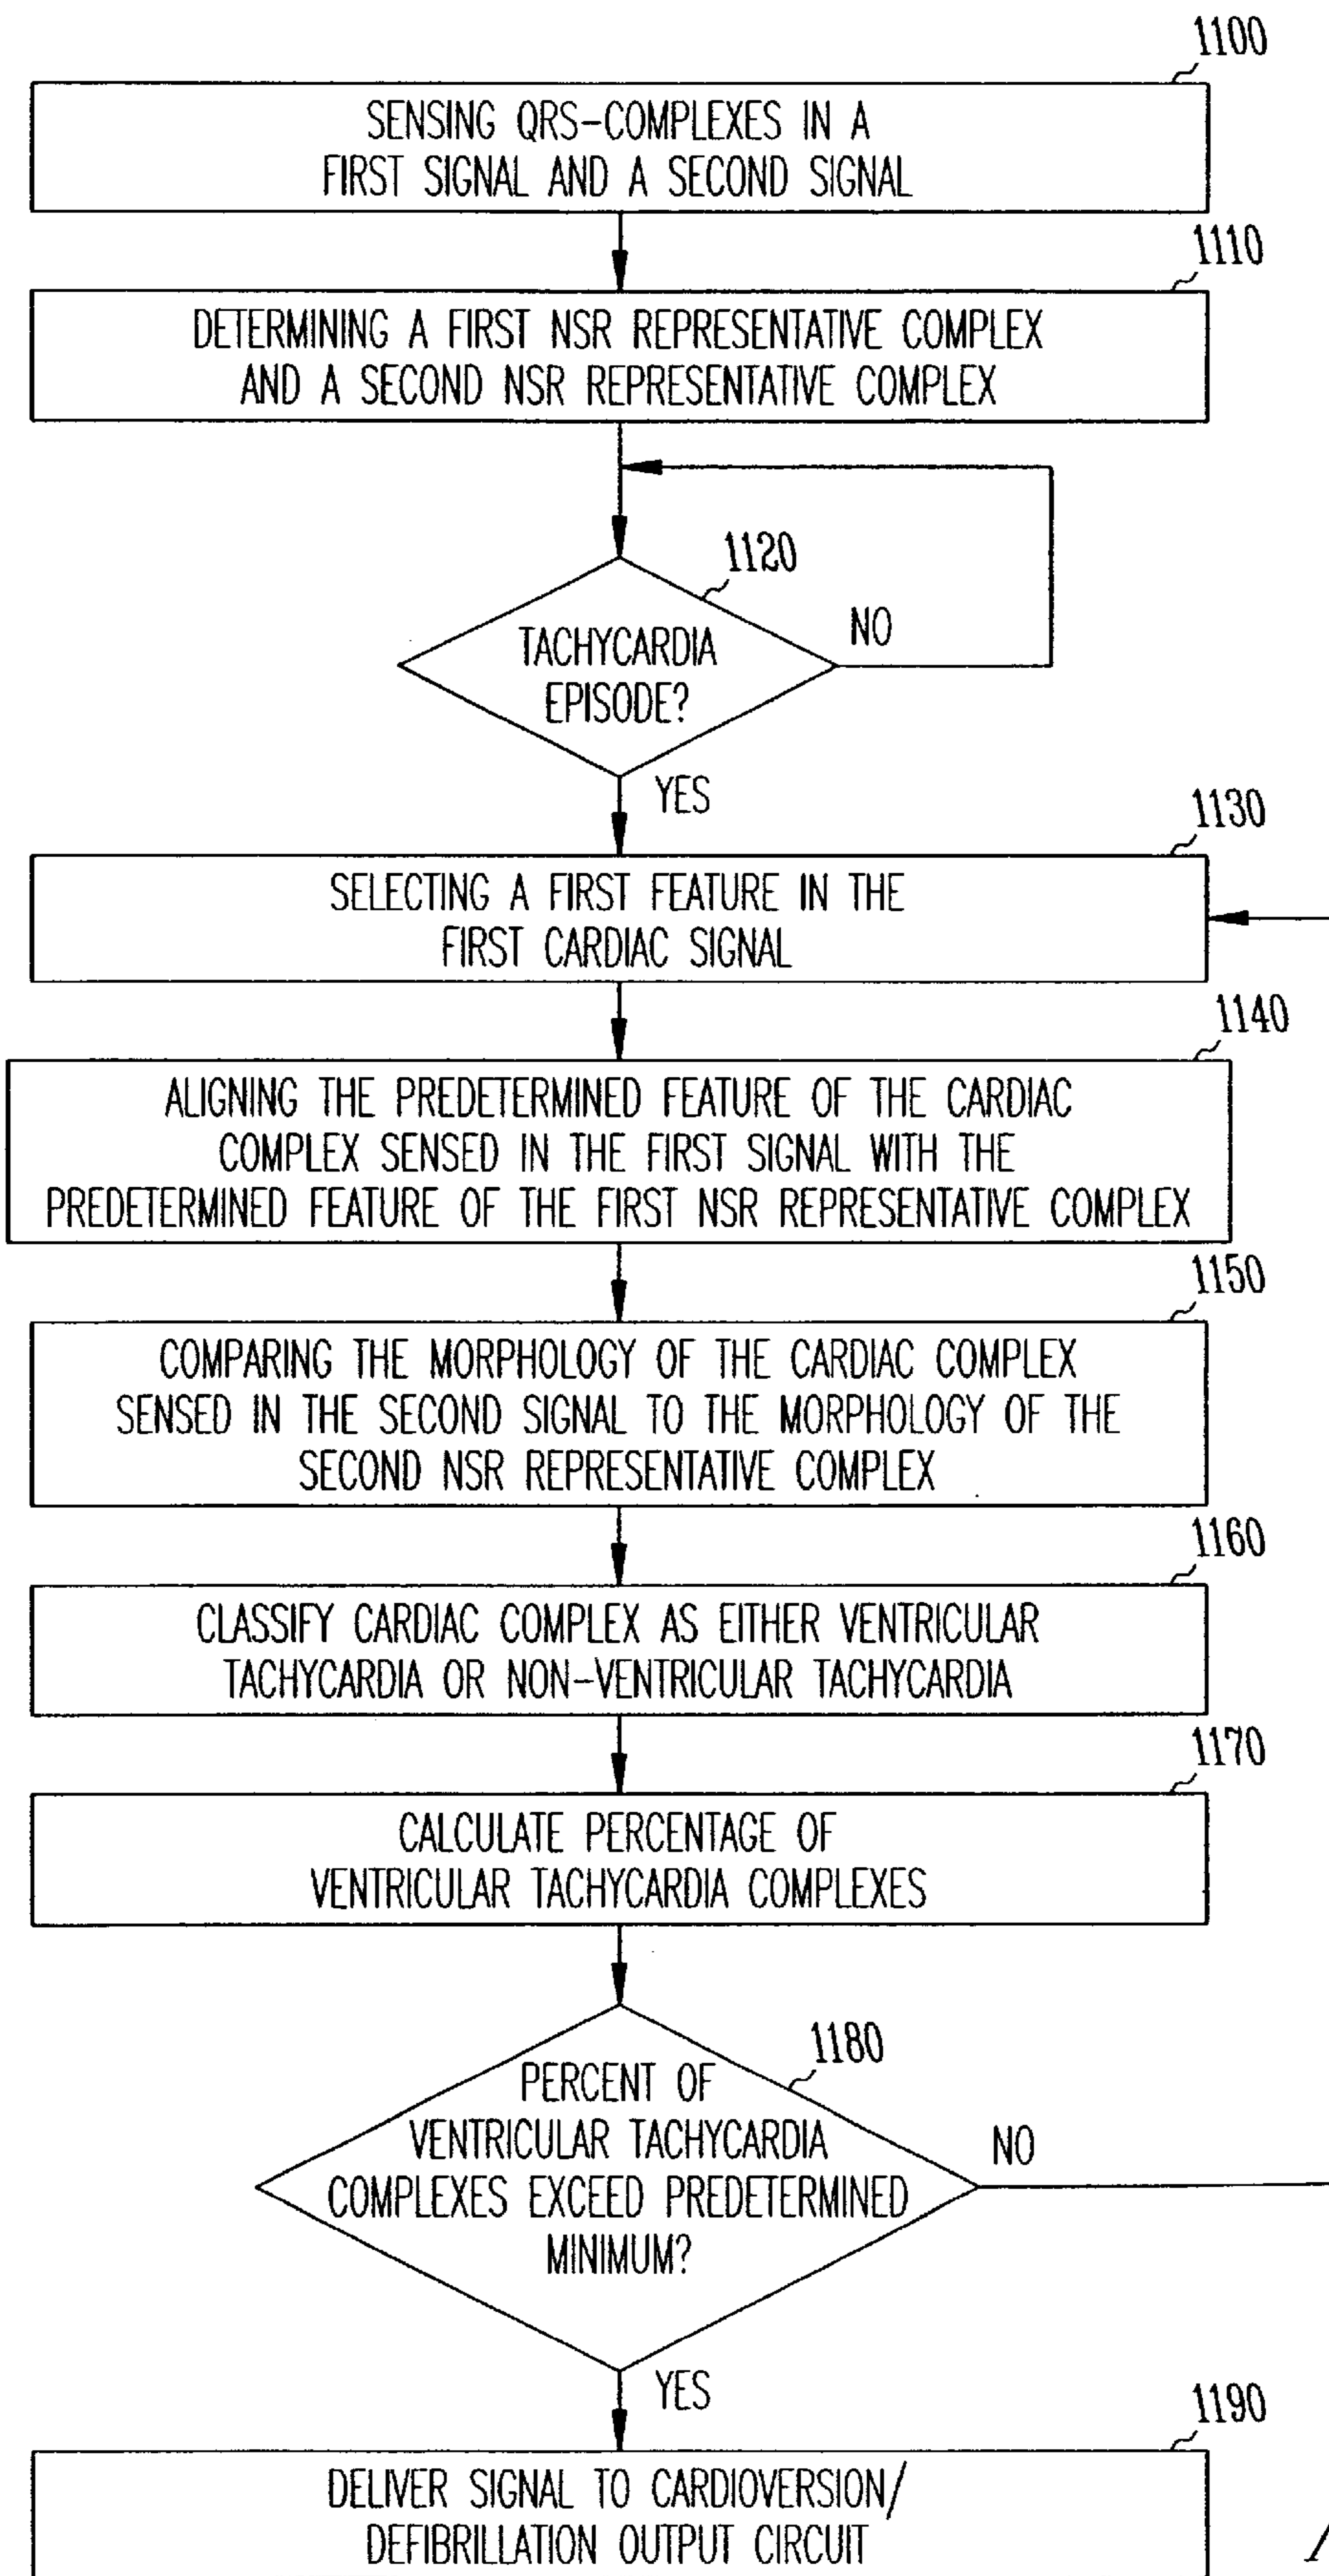 1100
SENSING QRS-COMPLEXES IN A
FIRST SIGNAL AND A SECOND SIGNAL
1110
DETERMINING A FIRST NSR REPRESENTATIVE COMPLEX
AND A SECOND NSR REPRESENTATIVE COMPLEX
1120
TACHYCARDIA
EPISODE?
NO
YES
1130
SELECTING A FIRST FEATURE IN THE
FIRST CARDIAC SIGNAL
1140
ALIGNING THE PREDETERMINED FEATURE OF THE CARDIAC
COMPLEX SENSED IN THE FIRST SIGNAL WITH THE
PREDETERMINED FEATURE OF THE FIRST NSR REPRESENTATIVE COMPLEX
1150
COMPARING THE MORPHOLOGY OF THE CARDIAC COMPLEX
SENSED IN THE SECOND SIGNAL TO THE MORPHOLOGY OF THE
SECOND NSR REPRESENTATIVE COMPLEX
1160
CLASSIFY CARDIAC COMPLEX AS EITHER VENTRICULAR
TACHYCARDIA OR NON-VENTRICULAR TACHYCARDIA
1170
CALCULATE PERCENTAGE OF
VENTRICULAR TACHYCARDIA COMPLEXES
1180
PERCENT OF
VENTRICULAR TACHYCARDIA
COMPLEXES EXCEED PREDETERMINED
MINIMUM?
NO
YES
1190
DELIVER SIGNAL TO CARDIOVERSION/
DEFIBRILLATION OUTPUT CIRCUIT